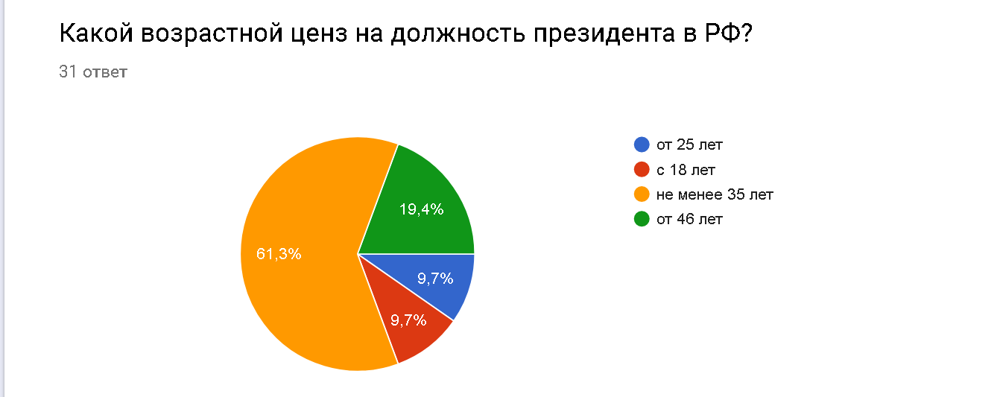 Какой возрастной ценз на должность президента в РФ?
31 ответ
от 25 лет
с 18 лет
не менее 35 лет
от 46 лет
19,4%
61,3%
9,7%
9,7%